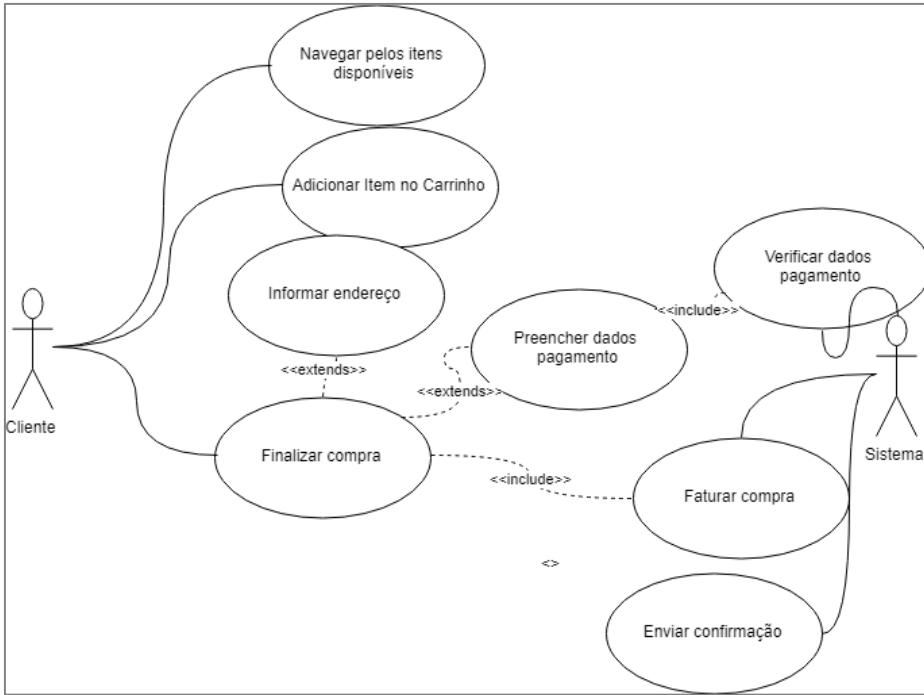 Navegar pelos itens
disponíveis
Adicionar Item no Carrinho
Verificar dados
pagamento
Informar endereço
<<include>>
Preencher dados
pagamento
<<extends>>
<<extends>>
Cliente
Finalizar compra
Sistema
<<include>>
Faturar compra
<>
Enviar confirmação